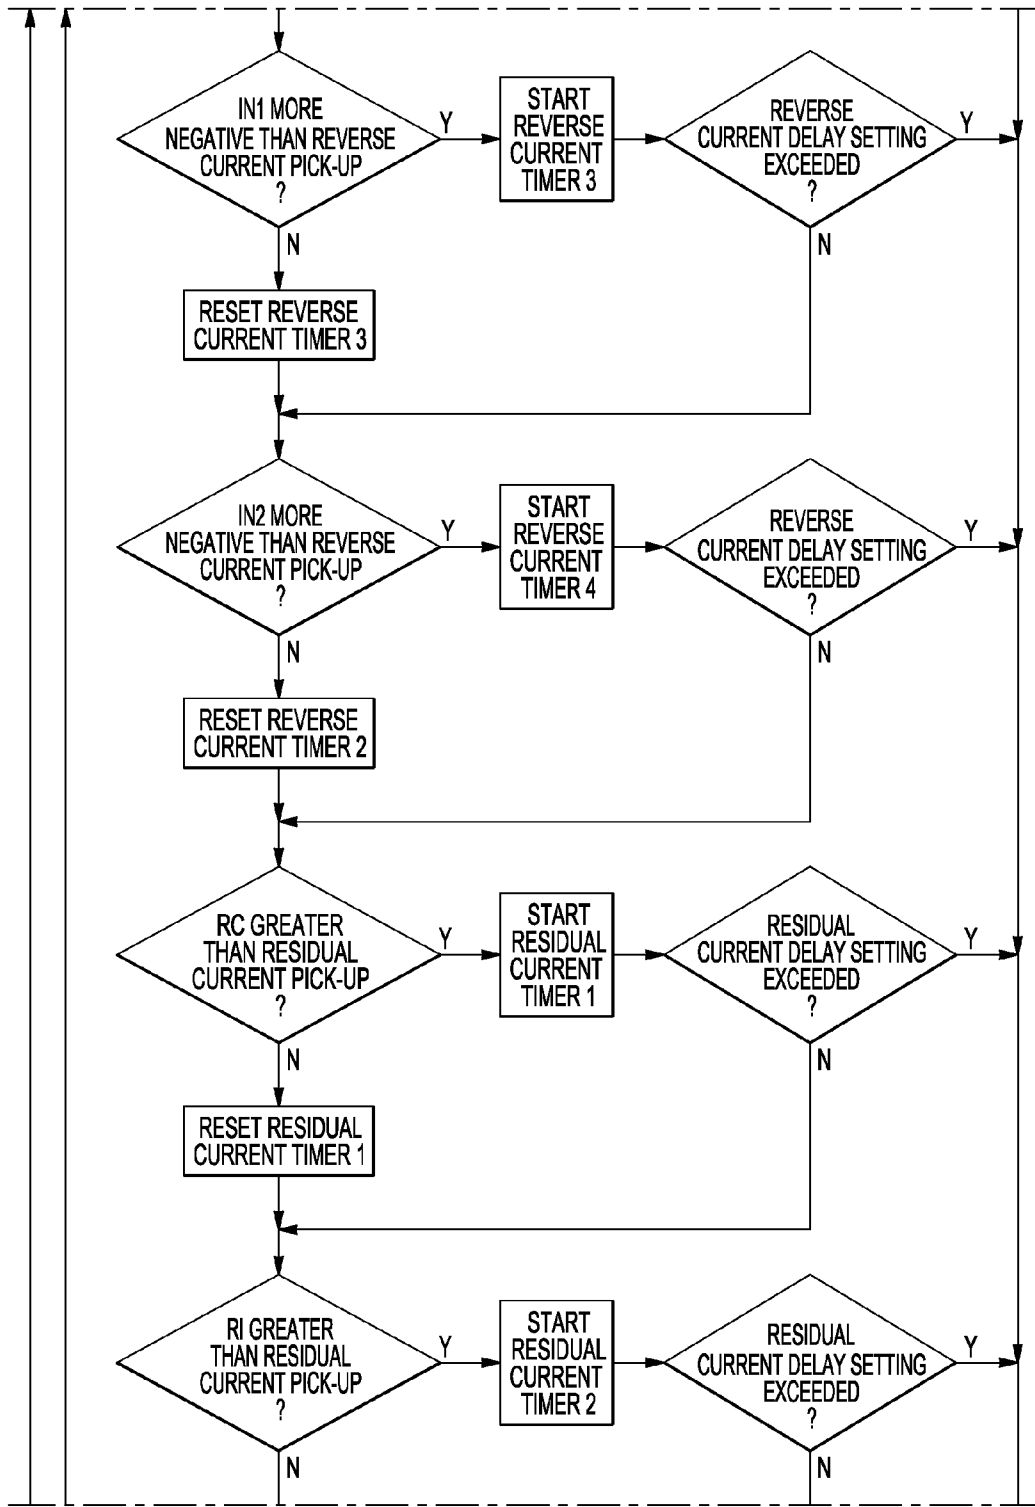 IN1 MORE
NEGATIVE THAN REVERSE
CURRENT PICK-UP
?
Y
START
REVERSE
CURRENT
TIMER 3
REVERSE
CURRENT DELAY SETTING
EXCEEDED
?
Y
N
N
RESET REVERSE
CURRENT TIMER 3
IN2 MORE
NEGATIVE THAN REVERSE
CURRENT PICK-UP
?
Y
START
REVERSE
CURRENT
TIMER 4
REVERSE
CURRENT DELAY SETTING
EXCEEDED
?
Y
N
N
RESET REVERSE
CURRENT TIMER 2
RC GREATER
THAN RESIDUAL
CURRENT PICK-UP
?
Y
START
RESIDUAL
CURRENT
TIMER 1
RESIDUAL
CURRENT DELAY SETTING
EXCEEDED
?
Y
N
N
RESET RESIDUAL
CURRENT TIMER 1
RI GREATER
THAN RESIDUAL
CURRENT PICK-UP
?
Y
START
RESIDUAL
CURRENT
TIMER 2
RESIDUAL
CURRENT DELAY SETTING
EXCEEDED
?
Y
N
N